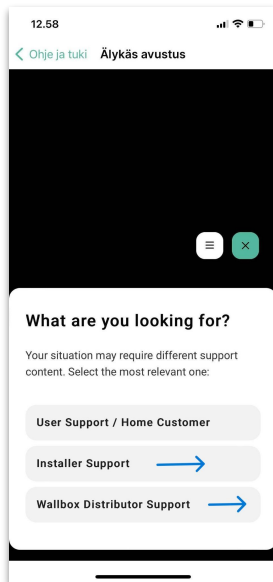 12.58
Ohje ja tuki Älykäs avustus
What are you looking for?
Your situation may require different support
content. Select the most relevant one:
User Support / Home Customer
Installer Support
Wallbox Distributor Support